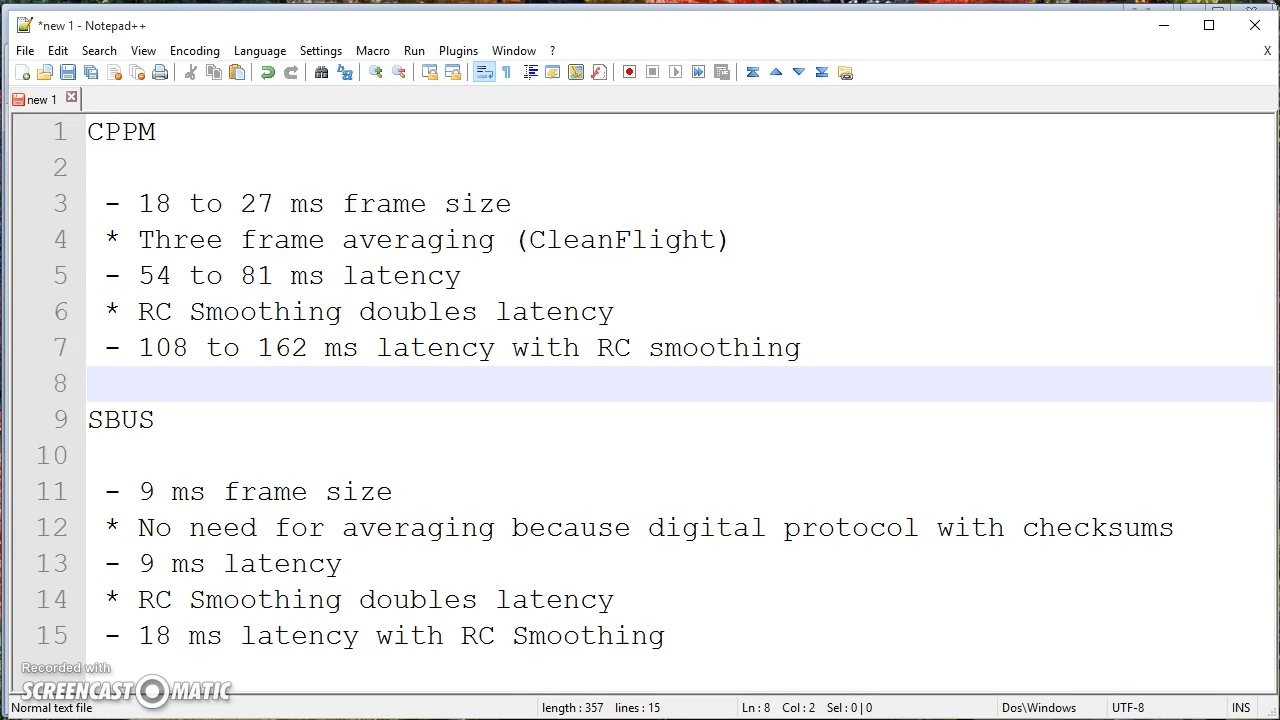 *new 1 - Notepad++
File Edit Search View Encoding Language Settings Macro Run Plugins Window ? X
new 1
1 CPPM
2
3 - 18 to 27 ms frame size
4 * Three frame averaging (CleanFlight)
5 - 54 to 81 ms latency
6 * RC Smoothing doubles latency
7 - 108 to 162 ms latency with RC smoothing
8
9 SBUS
10
11 - 9 ms frame size
12 * No need for averaging because digital protocol with checksums
13 - 9 ms latency
14 * RC Smoothing doubles latency
15 - 18 ms latency with RC Smoothing
Recorded with
SCREENCAST MATIC
Normal text file length : 357 lines : 15 Ln : 8 Col : 2 Sel : 0 | 0 Dos\Windows UTF-8 INS